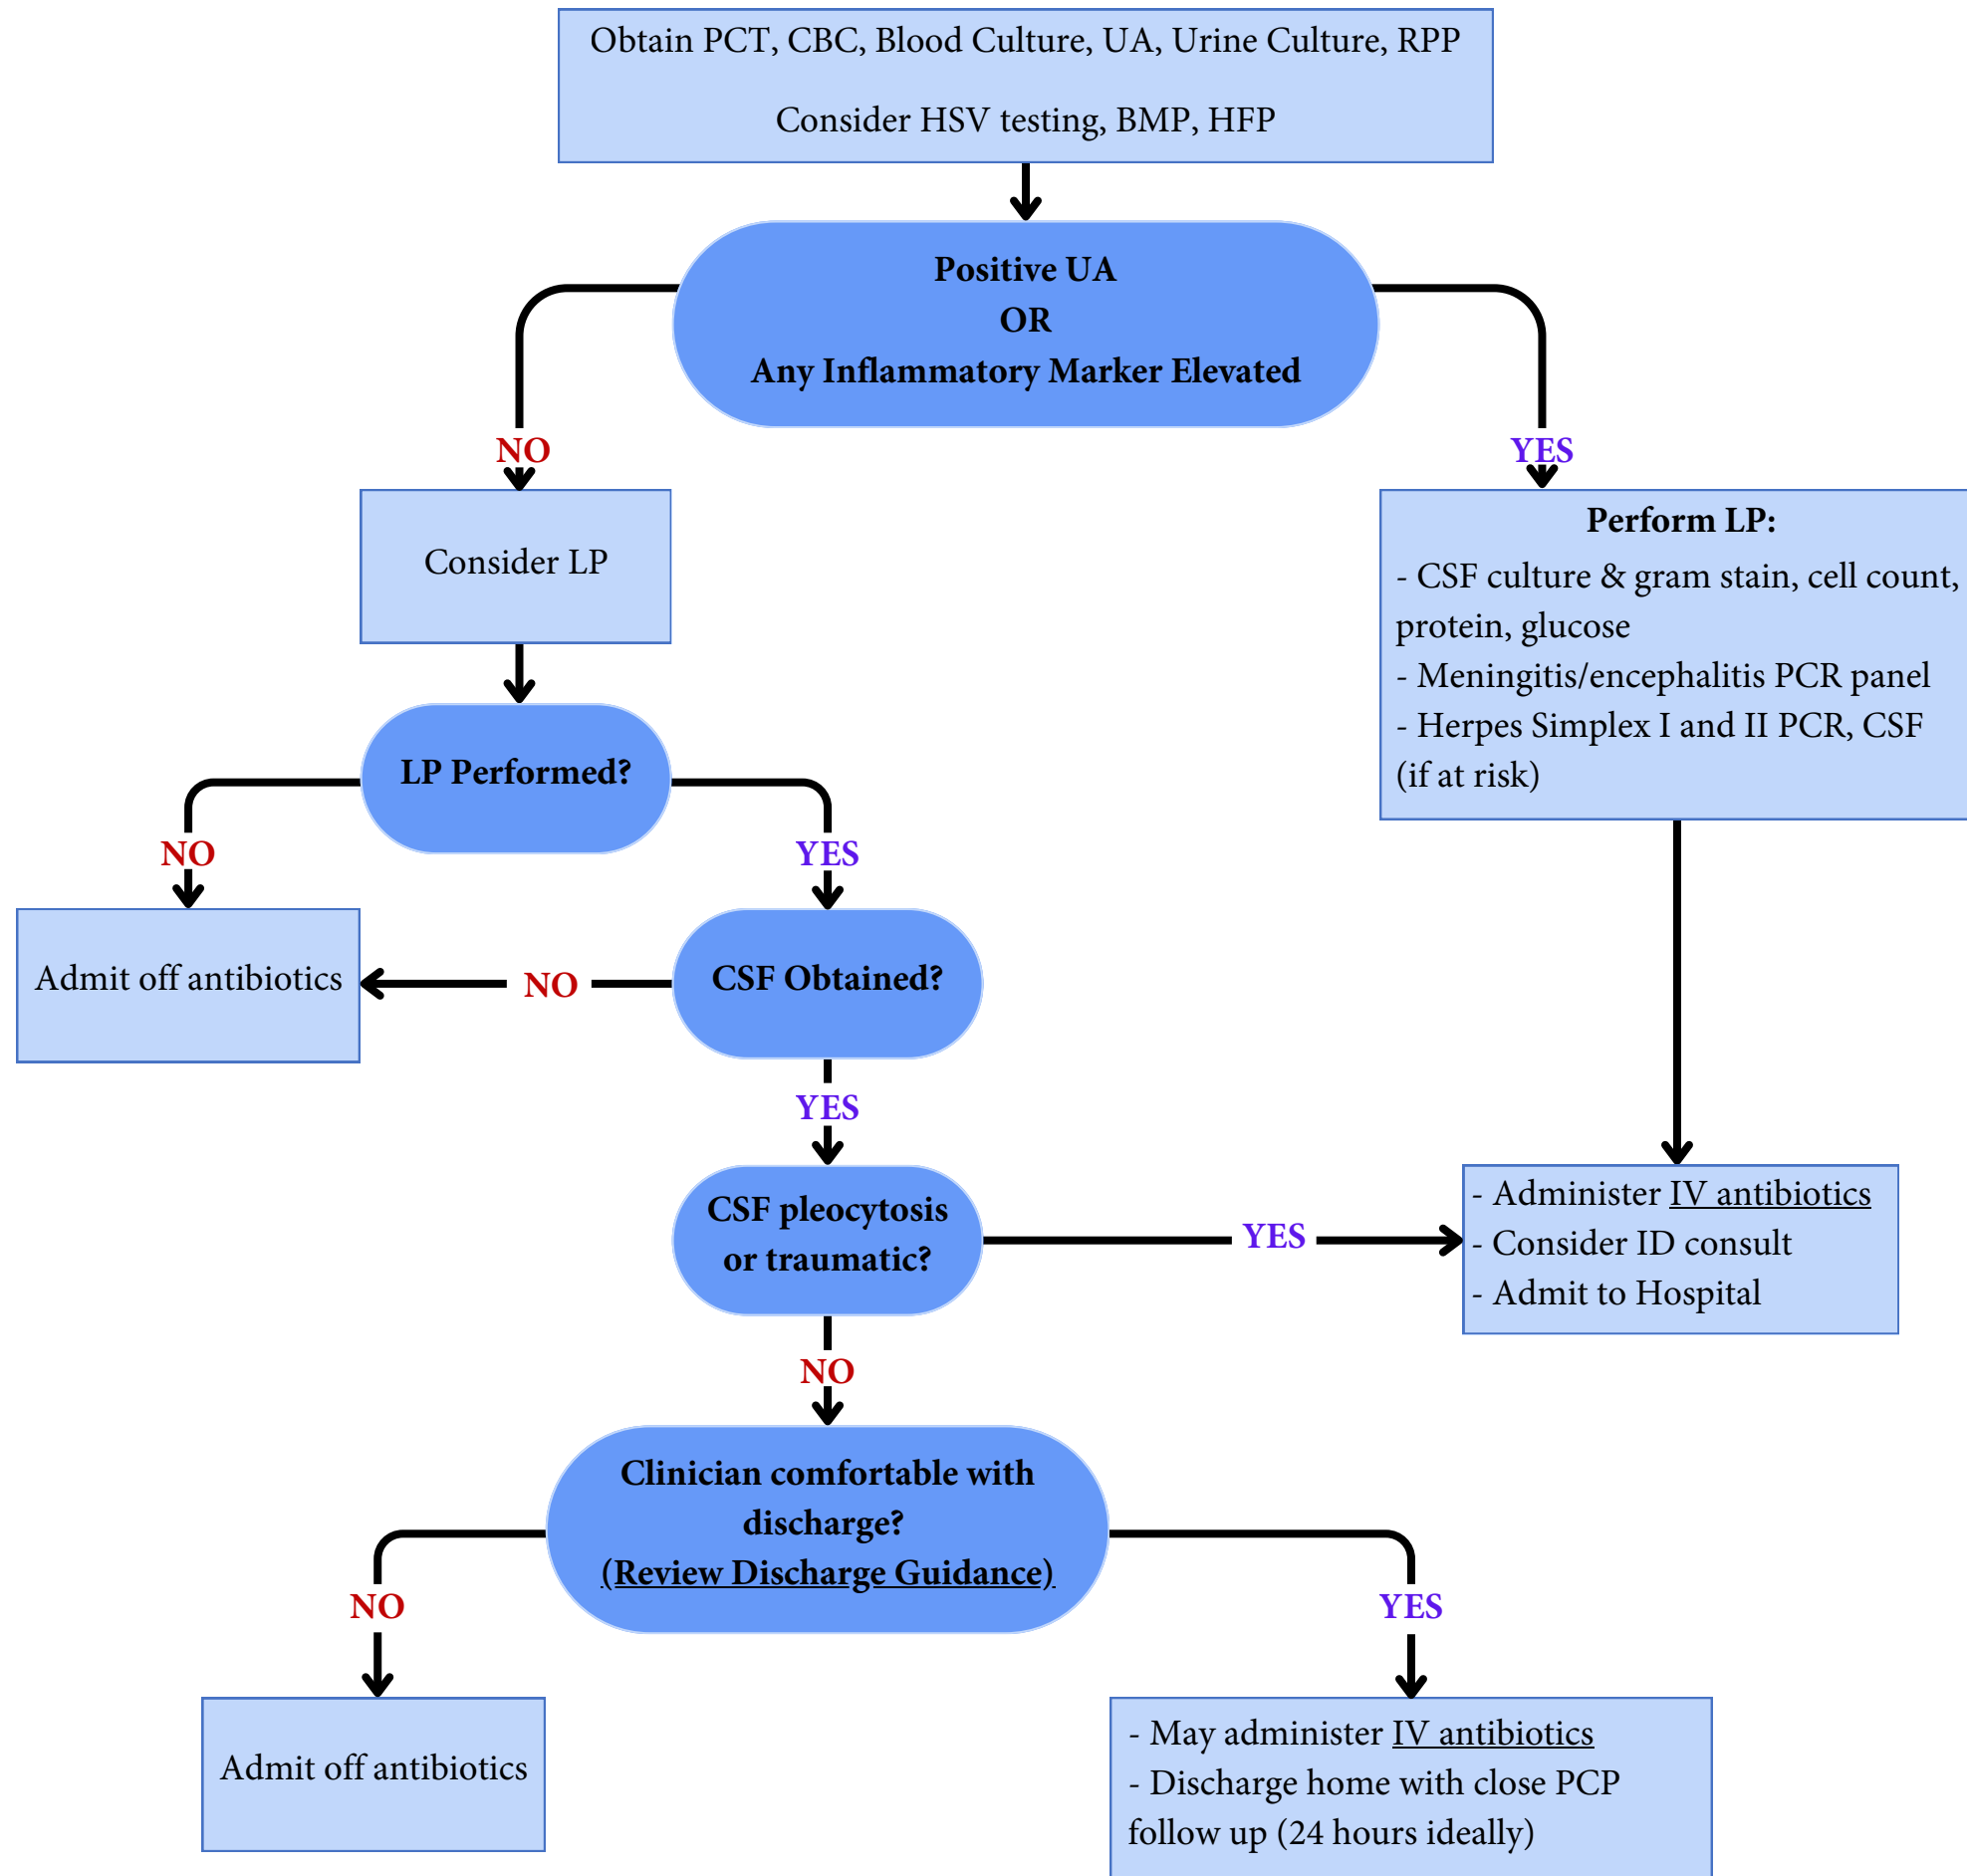 Obtain PCT, CBC, Blood Culture, UA, Urine Culture, RPP
Consider HSV testing, BMP, HFP
Positive UA
OR
Any Inflammatory Marker Elevated
NO
YES
Consider LP
Perform LP:
- CSF culture & gram stain, cell count,
protein, glucose
- Meningitis/encephalitis PCR panel
- Herpes Simplex I and II PCR, CSF
(if at risk)
LP Performed?
NO
YES
Admit off antibiotics
NO
CSF Obtained?
YES
CSF pleocytosis
or traumatic?
YES
- Administer IV antibiotics
- Consider ID consult
- Admit to Hospital
NO
Clinician comfortable with
discharge?
(Review Discharge Guidance)
NO
YES
Admit off antibiotics
- May administer IV antibiotics
- Discharge home with close PCP
follow up (24 hours ideally)